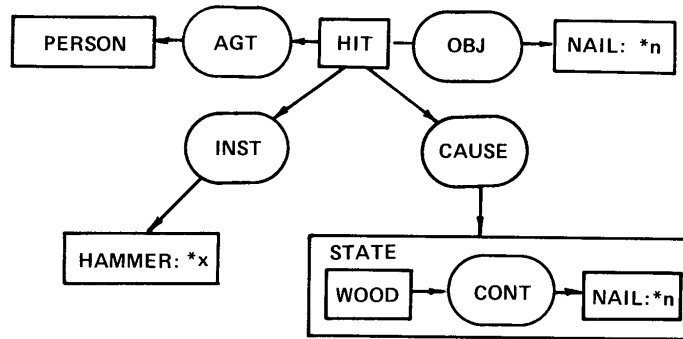 PERSON AGT HIT OBJ NAIL: *n
INST CAUSE
HAMMER: *x
STATE
WOOD CONT NAIL:*n